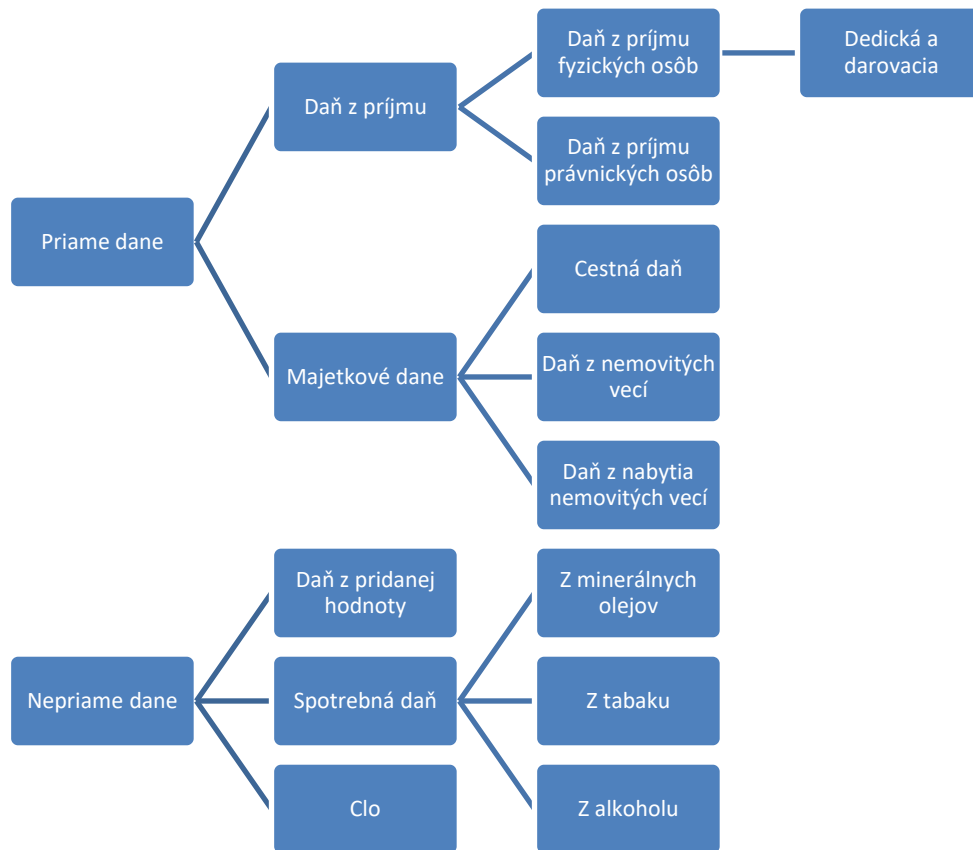 Priame dane
Daň z príjmu
Daň z príjmu
fyzických osôb
Dedická a
darovacia
Daň z príjmu
právnických osôb
Majetkové dane
Cestná daň
Daň z nemovitých
vecí
Daň z nabytia
nemovitých vecí
Nepriame dane
Daň z pridanej
hodnoty
Spotrebná daň
Z minerálnych
olejov
Z tabaku
Z alkoholu
Clo